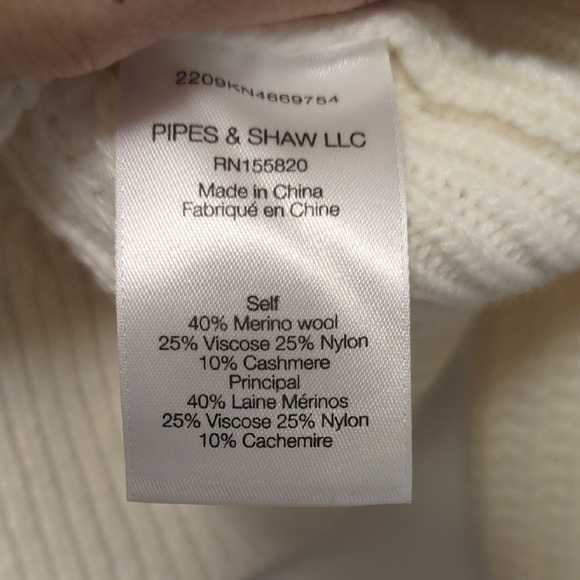 2209KN4669754
PIPES & SHAW LLC
RN155820
Made in China
Fabriqué en Chine
Self
40% Merino wool
25% Viscose 25% Nylon
10% Cashmere
Principal
40% Laine Mérinos
25% Viscose 25% Nylon
10% Cachemire